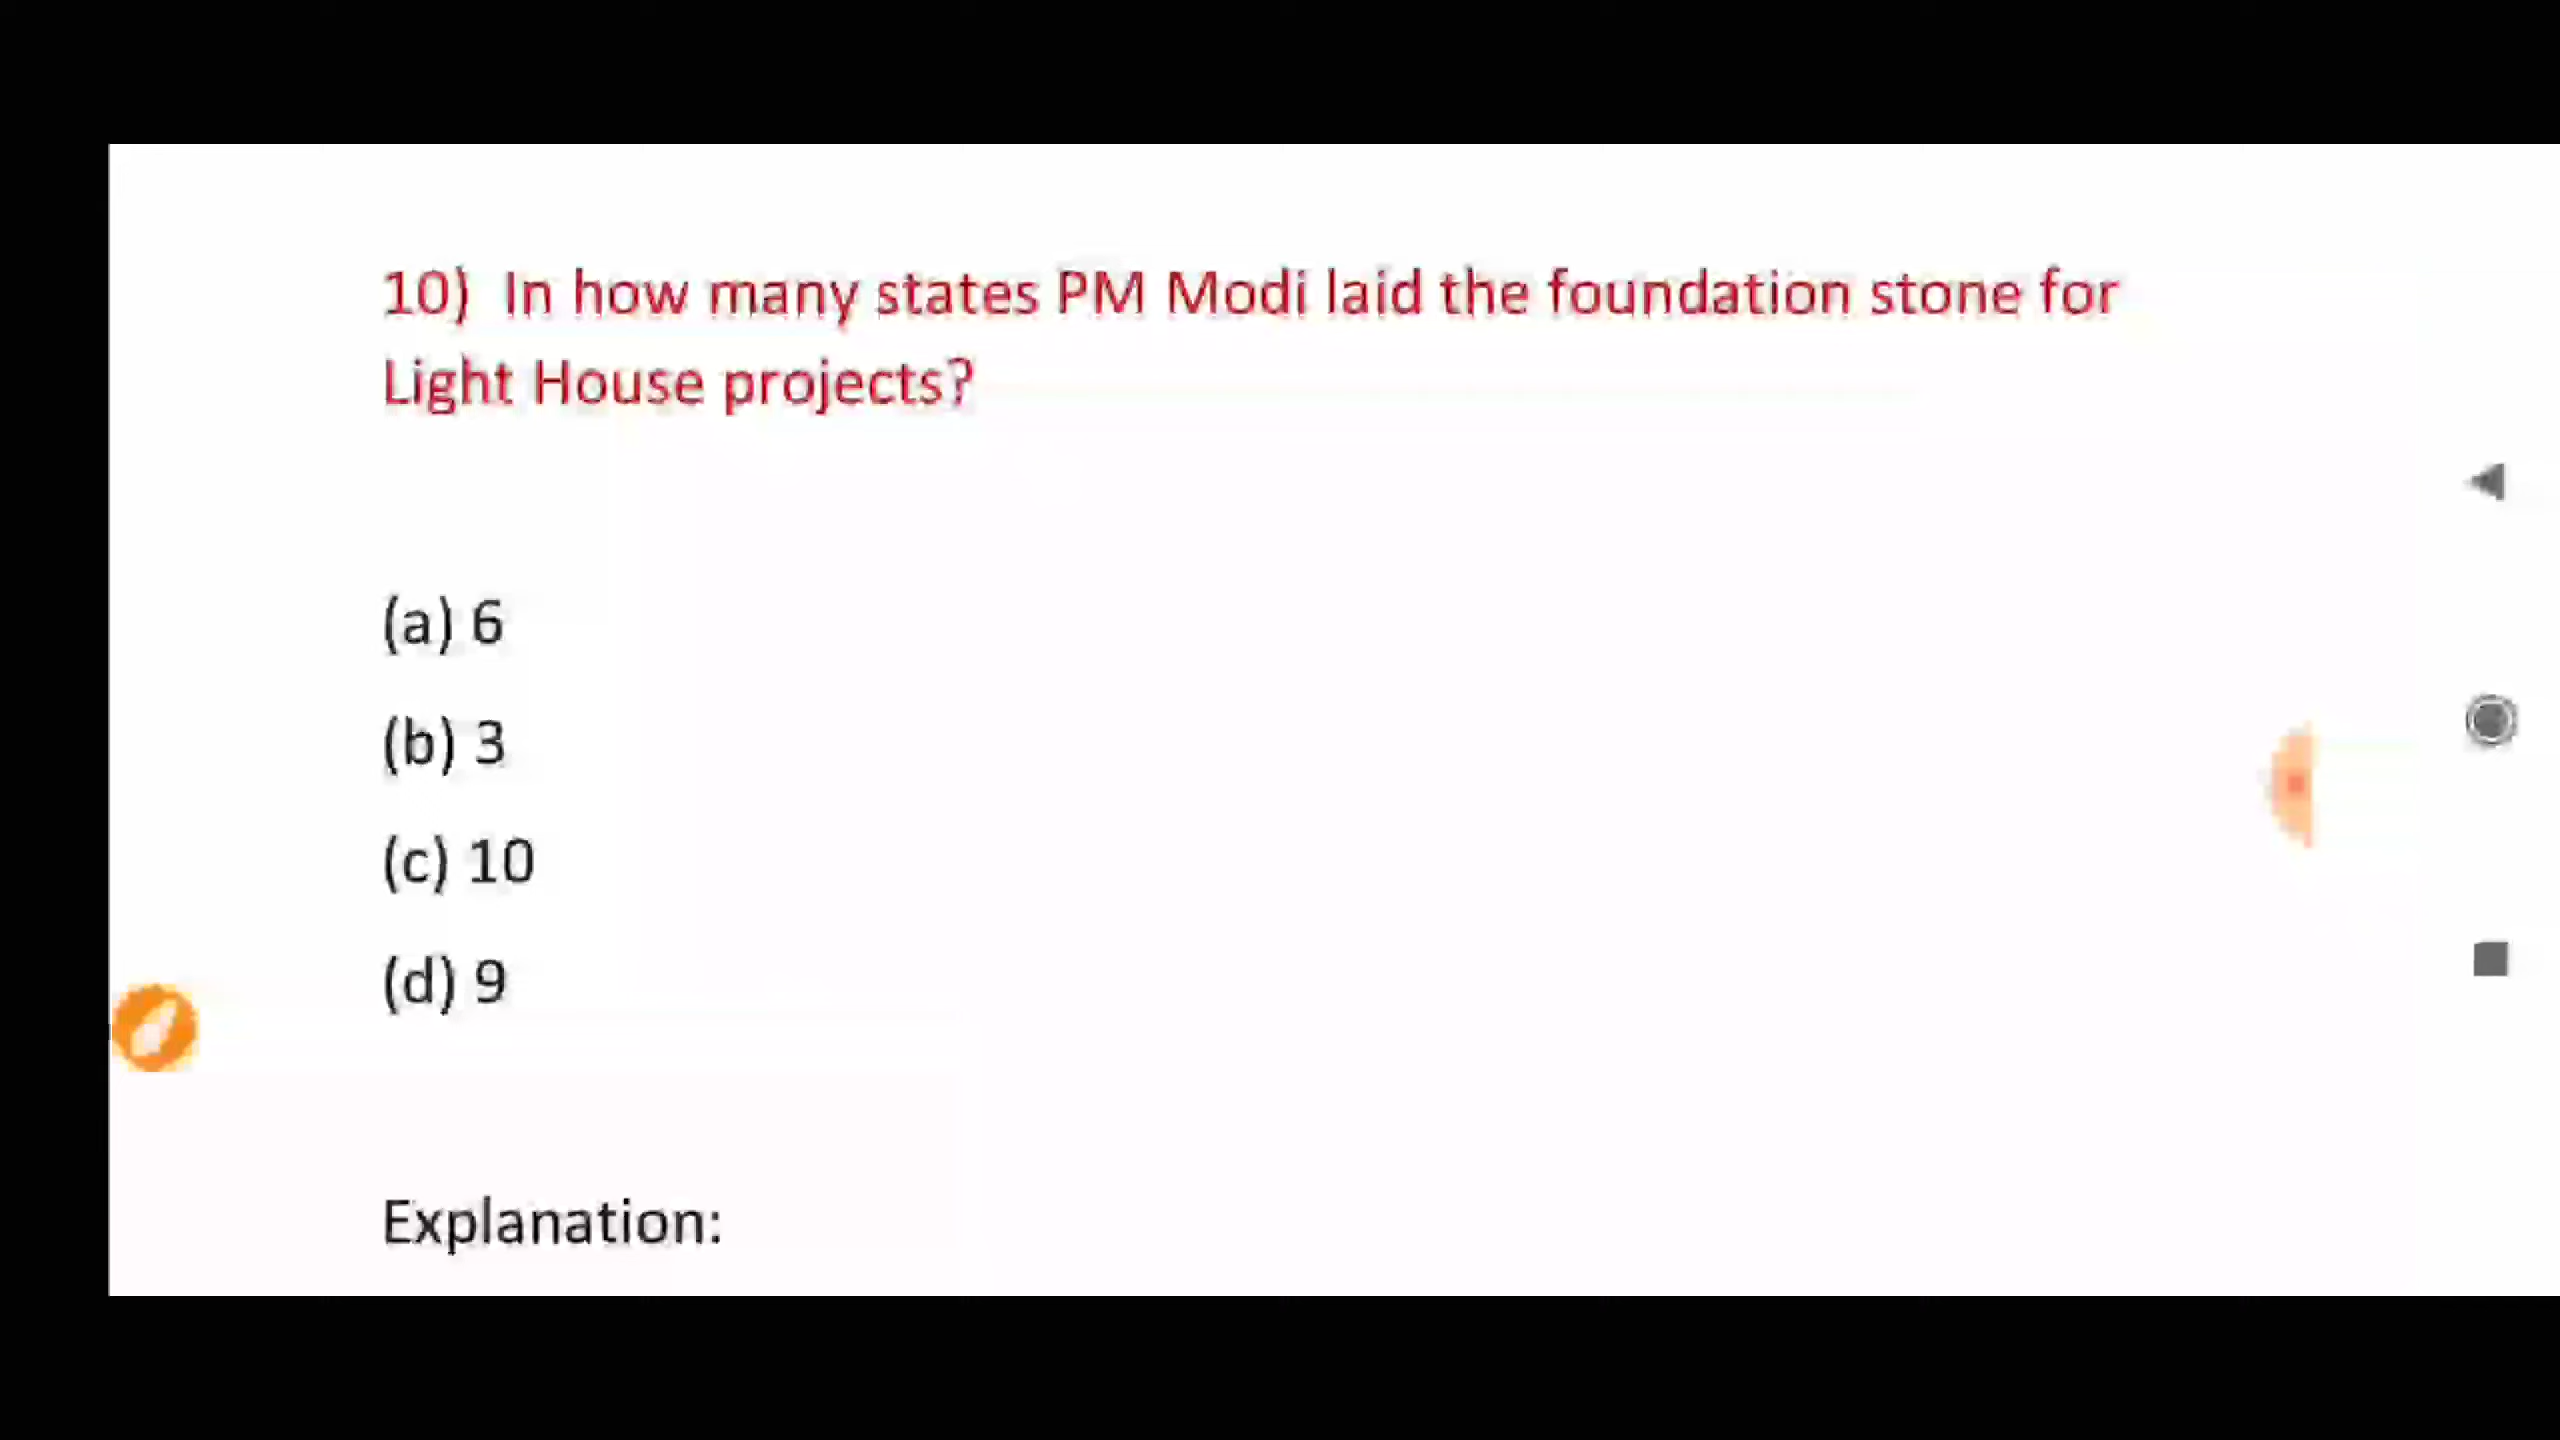 10) In how many states PM Modi laid the foundation stone for
Light House projects?
(a) 6
(b) 3
(c) 10
(d) 9
Explanation: